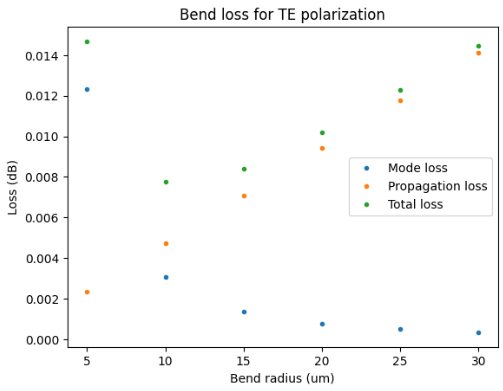 Bend loss for TE polarization
0.014
0.012
0.010
0.008
0.006
0.004
0.002
0.000
Loss (dB)
Mode loss
Propagation loss
Total loss
5 10 15 20 25 30
Bend radius (um)